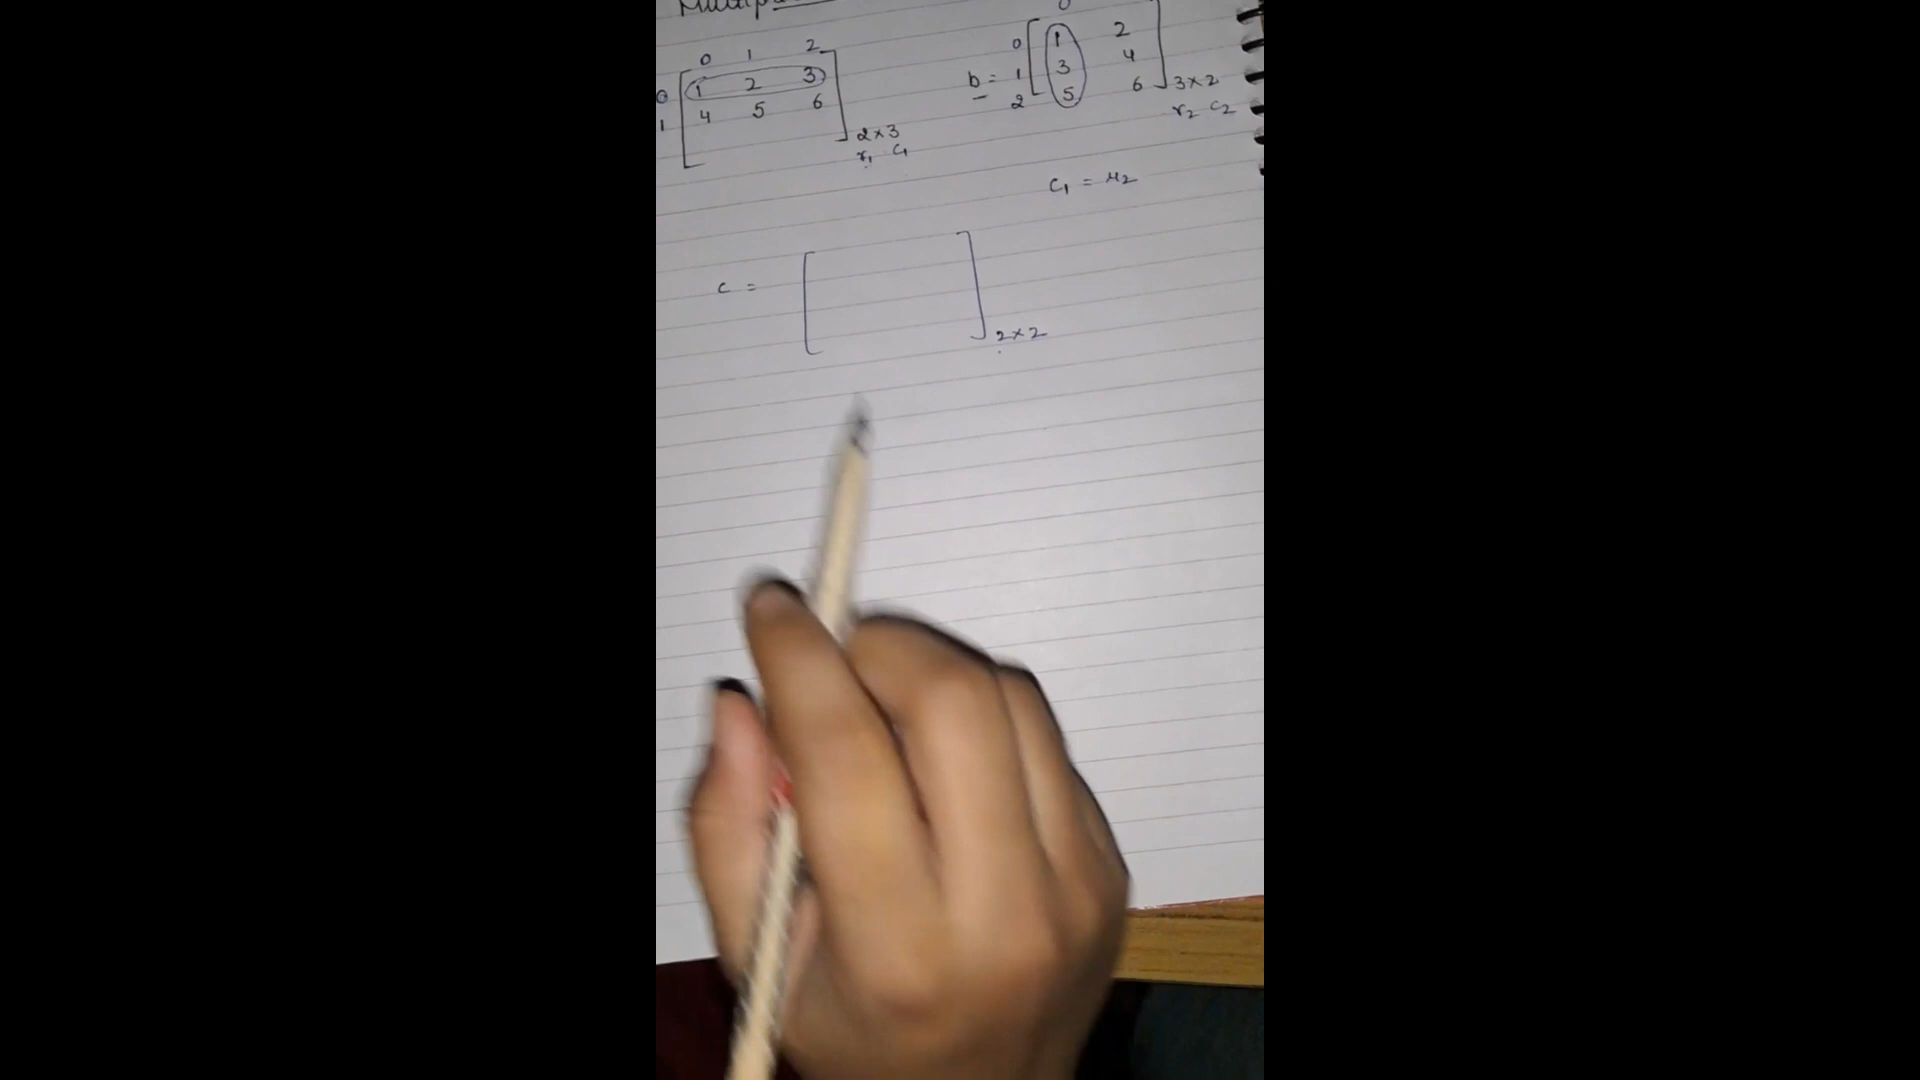 0 1 2
0 1 2 3
1 4 5 6
2×3
r1 c1
0
b = 0 1 2
1 3 4
2 5 6
3×2
r2 c2
c1 = r2
c =
2×2